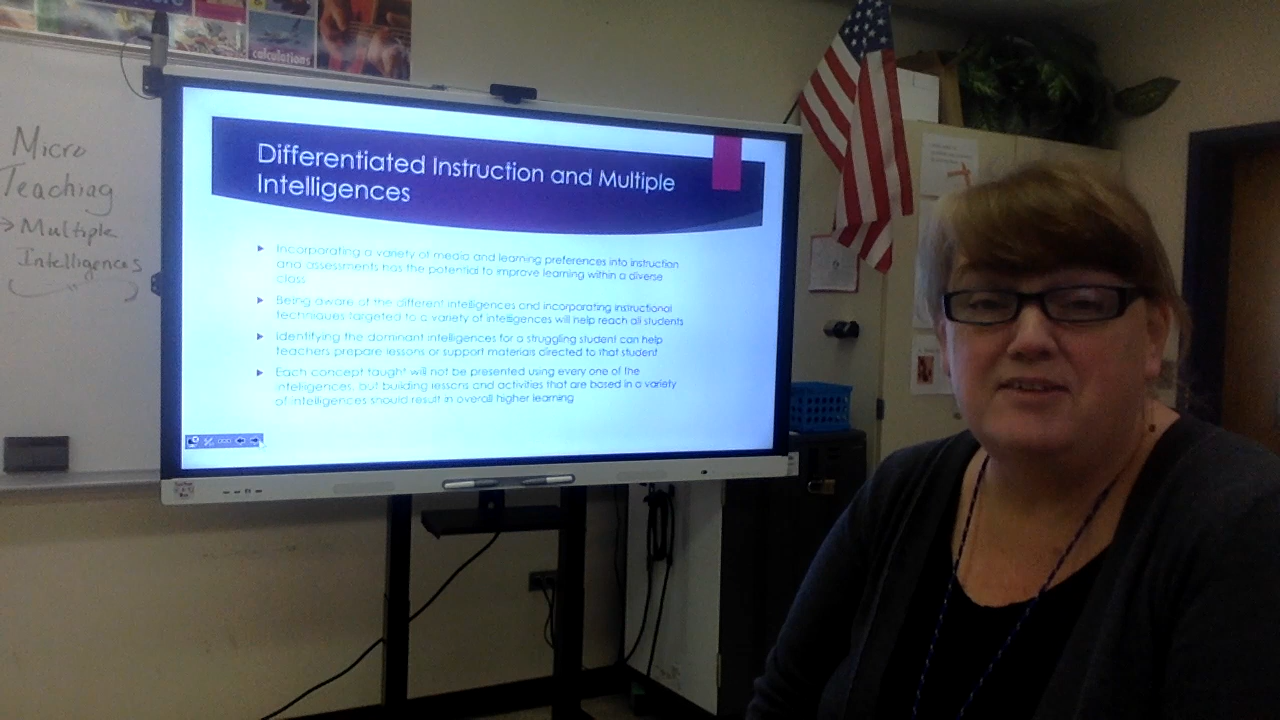 calculations
Micro
Teaching
→ Multiple
Intelligences
Differentiated Instruction and Multiple
Intelligences
Incorporating a variety of media and learning preferences into instruction
and assessments has the potential to improve learning within a diverse
class
Being aware of the different intelligences and incorporating instructional
techniques targeted to a variety of intelligences will help reach all students
Identifying the dominant intelligences for a struggling student can help
teachers prepare lessons or support materials directed to that student
Each concept taught will not be presented using every one of the
intelligences, but building lessons and activities that are based in a variety
of intelligences should result in overall higher learning